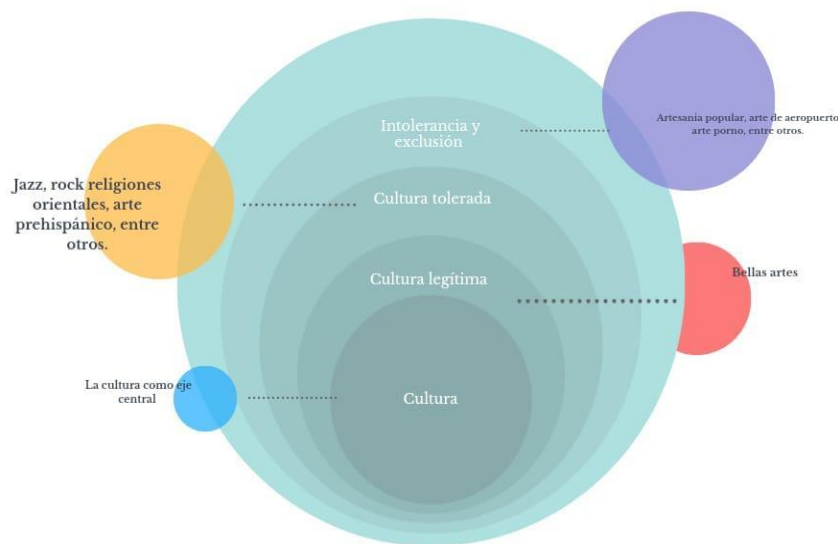 Intolerancia y
exclusión
Artesanía popular, arte de aeropuerto
arte porno, entre otros.
Cultura tolerada
Jazz, rock religiones
orientales, arte
prehispánico, entre
otros.
Cultura legítima
Bellas artes
La cultura como eje
central
Cultura